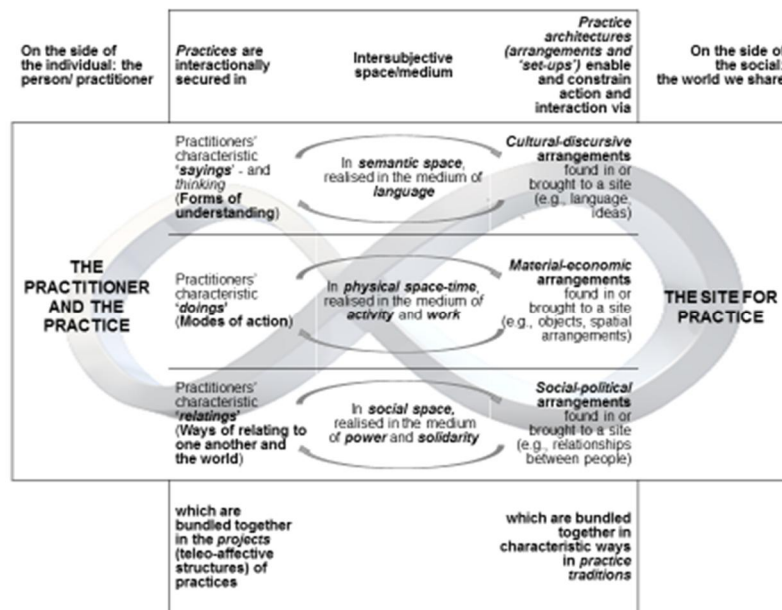 On the side of
the individual: the
person/ practitioner
Practices are
interactionally
secured in
Intersubjective
space/medium
Practice
architectures
(arrangements and
‘set-ups’) enable
and constrain
action and
interaction via
On the side of
the social:
the world we share
THE
PRACTITIONER
AND THE
PRACTICE
Practitioners’
characteristic
‘sayings’ - and
thinking
(Forms of
understanding)
In semantic space,
realised in the medium of
language
Cultural-discursive
arrangements
found in or
brought to a site
(e.g., language,
ideas)
Practitioners’
characteristic
‘doings’
(Modes of action)
In physical space-time,
realised in the medium of
activity and work
Material-economic
arrangements
found in or
brought to a site
(e.g., objects, spatial
arrangements)
Practitioners’
characteristic
‘relatings’
(Ways of relating to
one another and
the world)
In social space,
realised in the medium
of power and solidarity
Social-political
arrangements
found in or
brought to a site
(e.g., relationships
between people)
THE SITE FOR
PRACTICE
which are
bundled together
in the projects
(teleo-affective
structures) of
practices
which are bundled
together in
characteristic ways
in practice
traditions